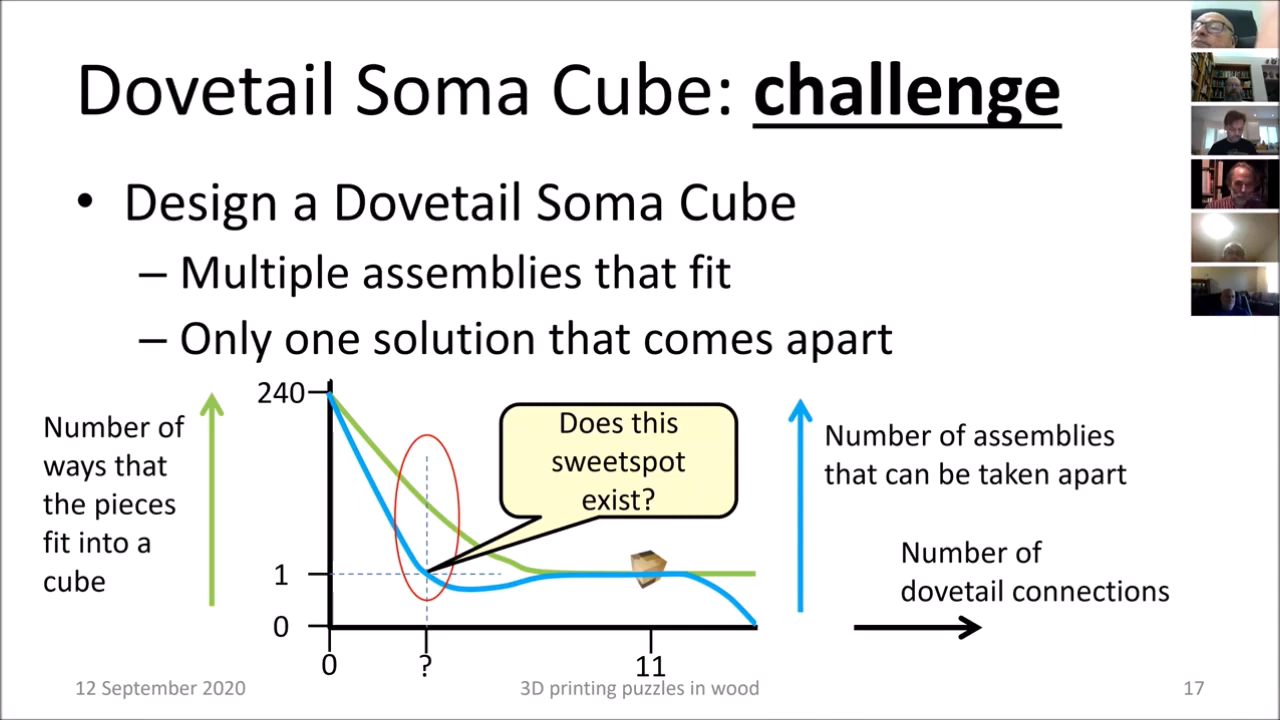 Dovetail Soma Cube: challenge
• Design a Dovetail Soma Cube
– Multiple assemblies that fit
– Only one solution that comes apart
Number of
ways that
the pieces
fit into a
cube
240
1
0
0
?
11
Does this
sweetspot
exist?
Number of assemblies
that can be taken apart
Number of
dovetail connections
12 September 2020
3D printing puzzles in wood
17